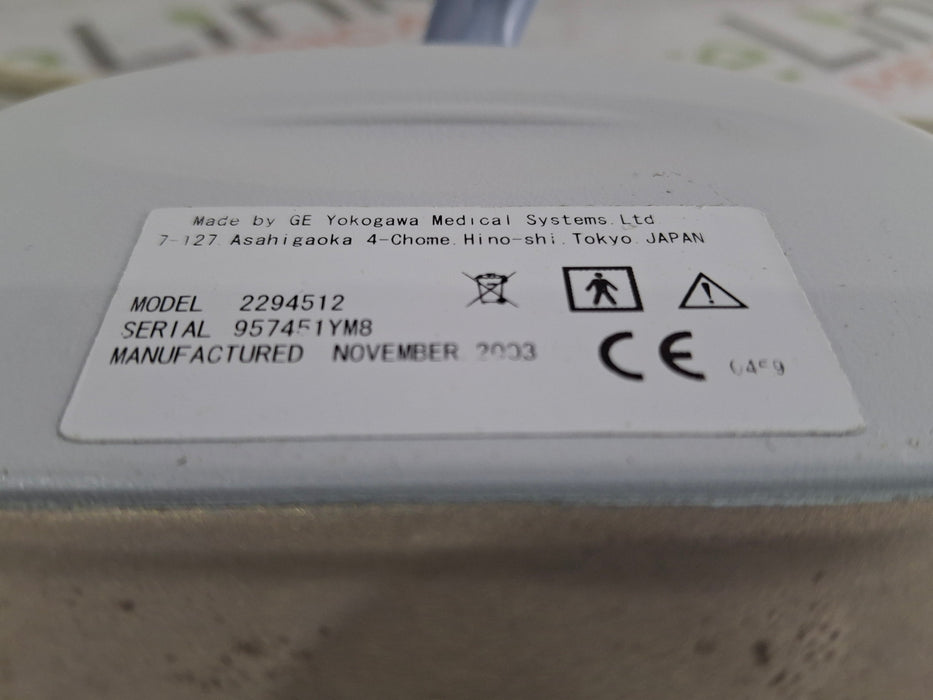 Made by GE Yokogawa Medical Systems. Ltd
7-127. Asahigaoka 4-Chome. Hino-shi. Tokyo. JAPAN
MODEL 2294512
SERIAL 957451YM8
MANUFACTURED NOVEMBER 2003
CE